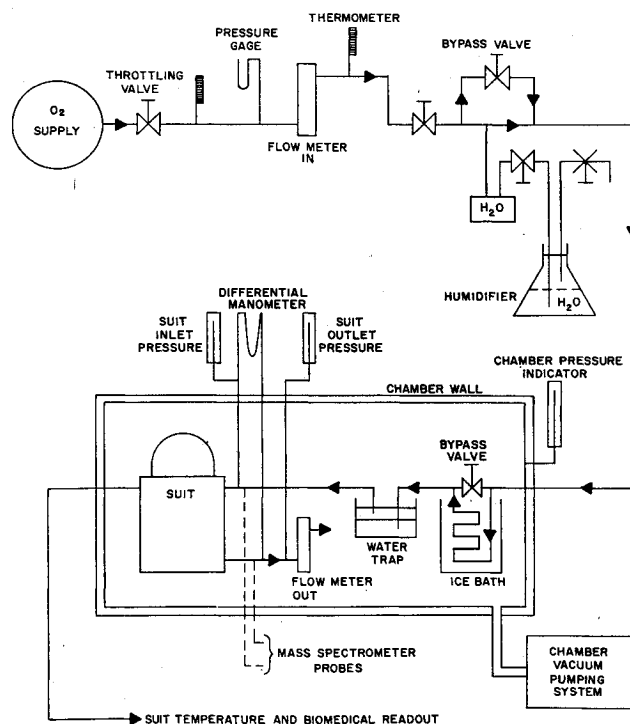 THERMOMETER
PRESSURE
GAGE
BYPASS VALVE
THROTTLING
VALVE
O2
SUPPLY
FLOW METER
IN
H2O
HUMIDIFIER
H2O
DIFFERENTIAL
MANOMETER
SUIT
INLET
PRESSURE
SUIT
OUTLET
PRESSURE
CHAMBER PRESSURE
INDICATOR
CHAMBER WALL
BYPASS
VALVE
SUIT
WATER
TRAP
ICE BATH
FLOW METER
OUT
MASS SPECTROMETER
PROBES
CHAMBER
VACUUM
PUMPING
SYSTEM
SUIT TEMPERATURE AND BIOMEDICAL READOUT